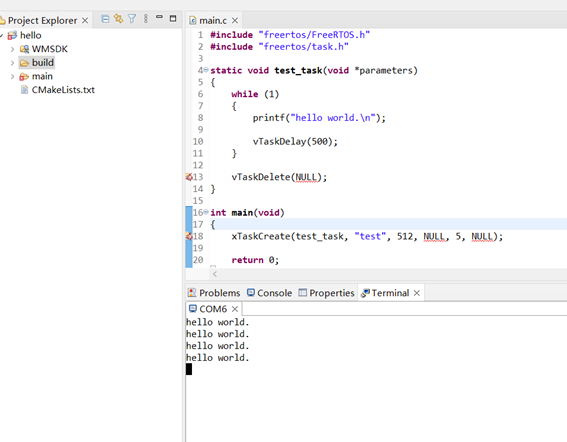 Project Explorer
main.c
hello
WMSDK
build
main
CMakeLists.txt
1 #include "freertos/FreeRTOS.h"
2 #include "freertos/task.h"
3
4 static void test_task(void *parameters)
5 {
6 while (1)
7 {
8 printf("hello world.\n");
9
10 vTaskDelay(500);
11 }
12
13 vTaskDelete(NULL);
14 }
15
16 int main(void)
17 {
18 xTaskCreate(test_task, "test", 512, NULL, 5, NULL);
19
20 return 0;
Problems Console Properties Terminal
COM6
hello world.
hello world.
hello world.
hello world.